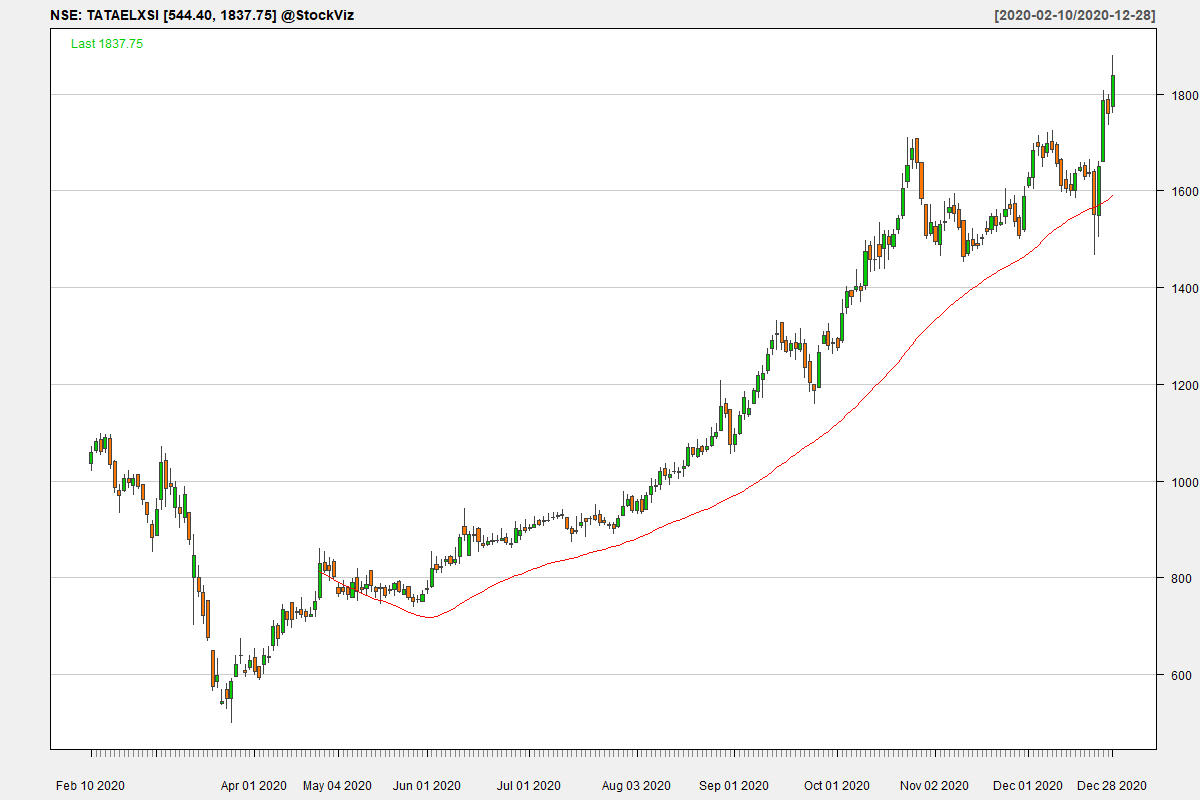 NSE: TATAELXSI [544.40, 1837.75] @StockViz
[2020-02-10/2020-12-28]
Last 1837.75
1800
1600
1400
1200
1000
800
600
Feb 10 2020 Apr 01 2020 May 04 2020 Jun 01 2020 Jul 01 2020 Aug 03 2020 Sep 01 2020 Oct 01 2020 Nov 02 2020 Dec 01 2020 Dec 28 2020